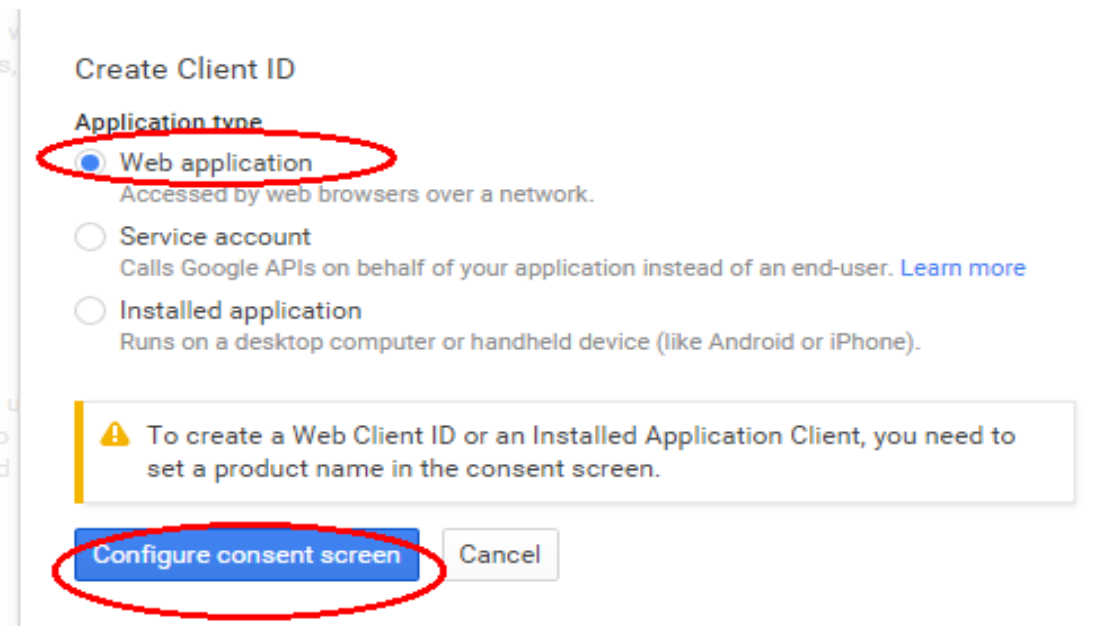 Create Client ID
Application type
Web application
Accessed by web browsers over a network.
Service account
Calls Google APIs on behalf of your application instead of an end-user. Learn more
Installed application
Runs on a desktop computer or handheld device (like Android or iPhone).
To create a Web Client ID or an Installed Application Client, you need to
set a product name in the consent screen.
Configure consent screen Cancel